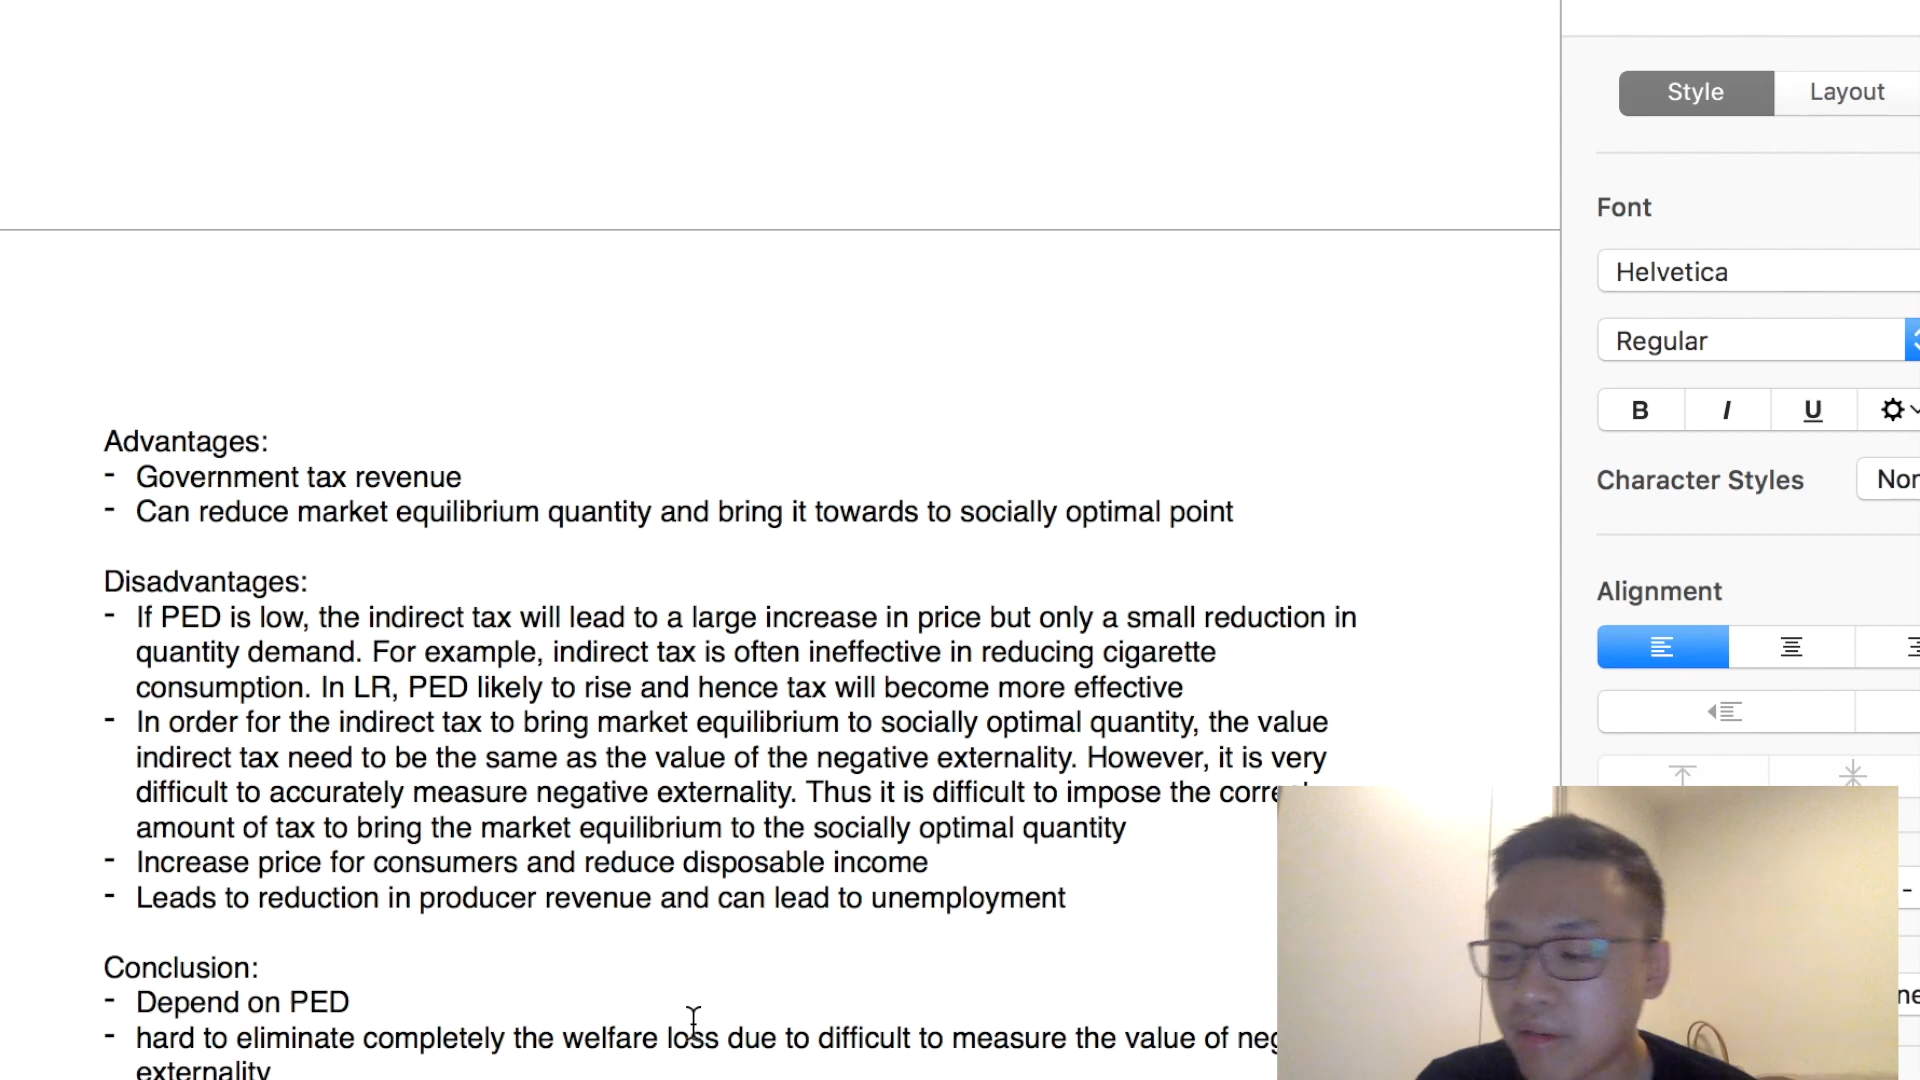 Style Layout
Font
Helvetica
Regular
B I U
Character Styles
Alignment
Advantages:
- Government tax revenue
- Can reduce market equilibrium quantity and bring it towards to socially optimal point
Disadvantages:
- If PED is low, the indirect tax will lead to a large increase in price but only a small reduction in
quantity demand. For example, indirect tax is often ineffective in reducing cigarette
consumption. In LR, PED likely to rise and hence tax will become more effective
- In order for the indirect tax to bring market equilibrium to socially optimal quantity, the value
indirect tax need to be the same as the value of the negative externality. However, it is very
difficult to accurately measure negative externality. Thus it is difficult to impose the
amount of tax to bring the market equilibrium to the socially optimal quantity
- Increase price for consumers and reduce disposable income
- Leads to reduction in producer revenue and can lead to unemployment
Conclusion:
- Depend on PED
- hard to eliminate completely the welfare loss due to difficult to measure the value of
externality